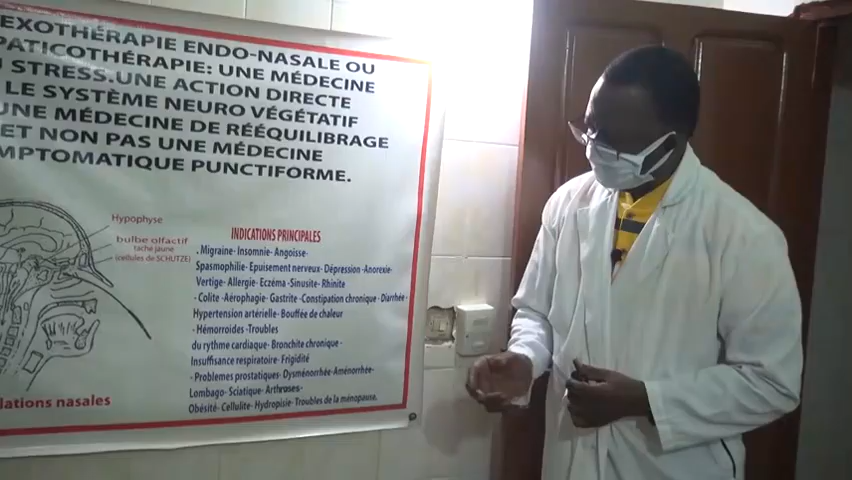 EXOTHÉRAPIE ENDO-NASALE OU
PATICOTHÉRAPIE: UNE MÉDECINE
STRESS.UNE ACTION DIRECTE
LE SYSTÈME NEURO VÉGÉTATIF
UNE MÉDECINE DE RÉÉQUILIBRAGE
ET NON PAS UNE MÉDECINE
MPTOMATIQUE UNE PUNCTIFORME.
Hypophyse
bulbe olfactif
tâche jaune
(cellules de SCHUTZE)
INDICATIONS PRINCIPALES
.Migraine-Insomnie -Angoisse-
Spasmophilie-Epuisement nerveux-Dépression-Anorexie-
Vertige-Allergie-Eczéma-Sinusite-Rhinite
-Colite-Aérophagie-Gastrite-Constipation chronique-Diarrhée
Hypertension artérielle-Bouffée de chaleur
-Hémorroides-Troubles
du rythme cardiaque-Bronchite chronique-
Insuffisance respiratoire-Frigidité
-Problemes prostatiques-Dysménorrhée-Aménorrhée-
Lombago-Sciatique-Arthroses-
Obésité-Cellulite-Hydropisie-Troubles de la ménopause-
lations nasales